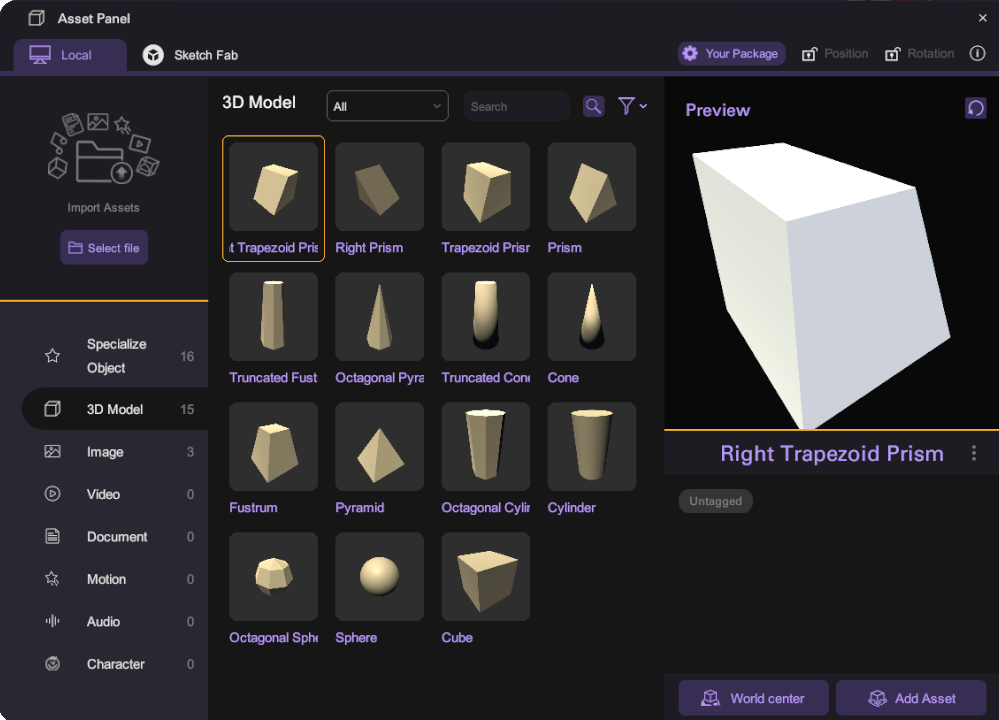 Asset Panel
Local
Sketch Fab
Your Package
Position
Rotation
Import Assets
Select file
Specialize
Object
16
3D Model
15
Image
3
Video
0
Document
0
Motion
0
Audio
0
Character
0
3D Model
All
Search
t Trapezoid Pris
Right Prism
Trapezoid Prisr
Prism
Truncated Fust
Octagonal Pyra
Truncated Cone
Cone
Fustrum
Pyramid
Octagonal Cylir
Cylinder
Octagonal Sphe
Sphere
Cube
Preview
Right Trapezoid Prism
Untagged
World center
Add Asset